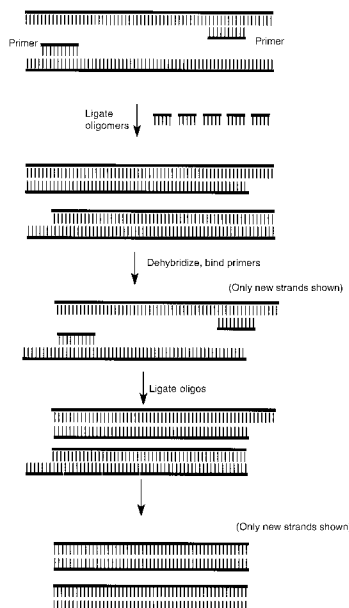 Primer
Primer
Ligate
oligomers
Dehybridize, bind primers
(Only new strands shown)
Ligate oligos
(Only new strands shown